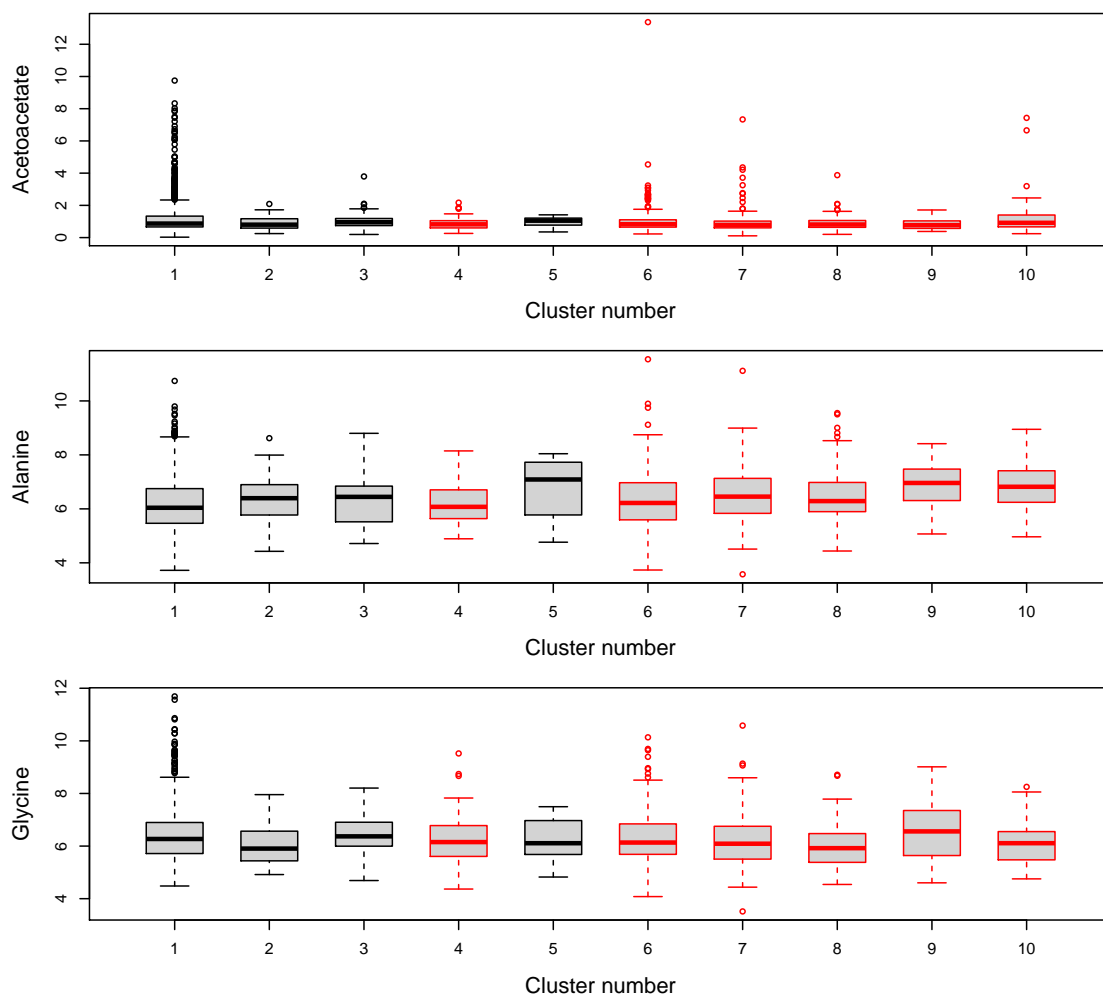 Acetoacetate
0 2 4 6 8 10 12
1 2 3 4 5 6 7 8 9 10
Cluster number
Alanine
4 6 8 10
1 2 3 4 5 6 7 8 9 10
Cluster number
Glycine
4 6 8 10 12
1 2 3 4 5 6 7 8 9 10
Cluster number